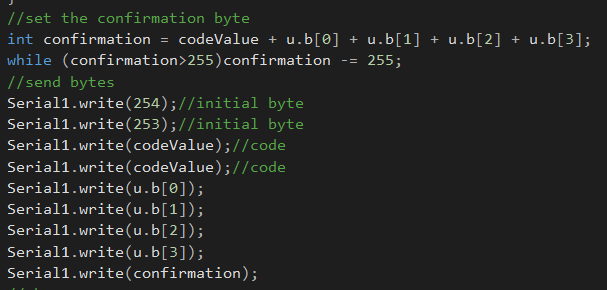 //set the confirmation byte
int confirmation = codeValue + u.b[0] + u.b[1] + u.b[2] + u.b[3];
while (confirmation>255)confirmation -= 255;
//send bytes
Serial1.write(254);//initial byte
Serial1.write(253);//initial byte
Serial1.write(codeValue);//code
Serial1.write(codeValue);//code
Serial1.write(u.b[0]);
Serial1.write(u.b[1]);
Serial1.write(u.b[2]);
Serial1.write(u.b[3]);
Serial1.write(confirmation);